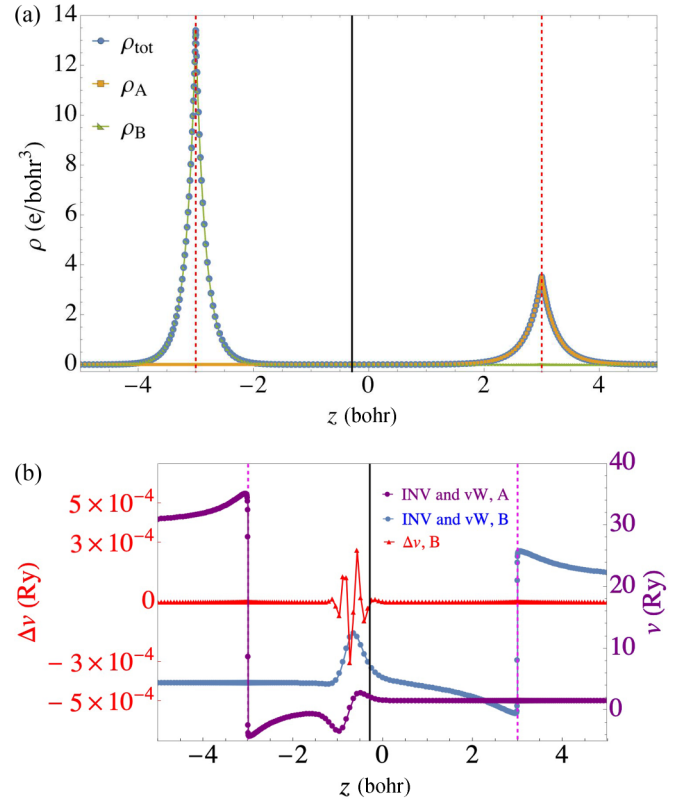 (a)
14
12
10
8
6
4
2
0
ρ (e/bohr³)
ρtot
ρA
ρB
−4
−2
0
2
4
z (bohr)
(b)
5 × 10⁻⁴
3 × 10⁻⁴
0
− 3 × 10⁻⁴
− 5 × 10⁻⁴
Δv (Ry)
INV and vW, A
INV and vW, B
Δv, B
40
30
20
10
0
v (Ry)
−4
−2
0
2
4
z (bohr)